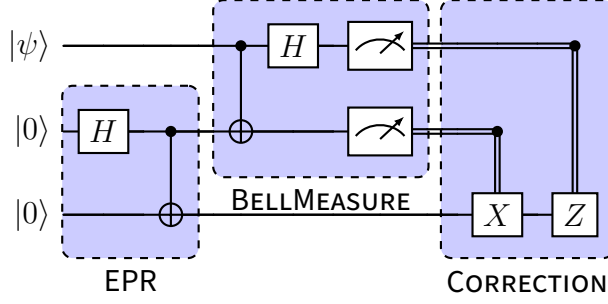 |ψ⟩ H
|0⟩ H
BELLMEASURE
|0⟩ X Z
EPR CORRECTION